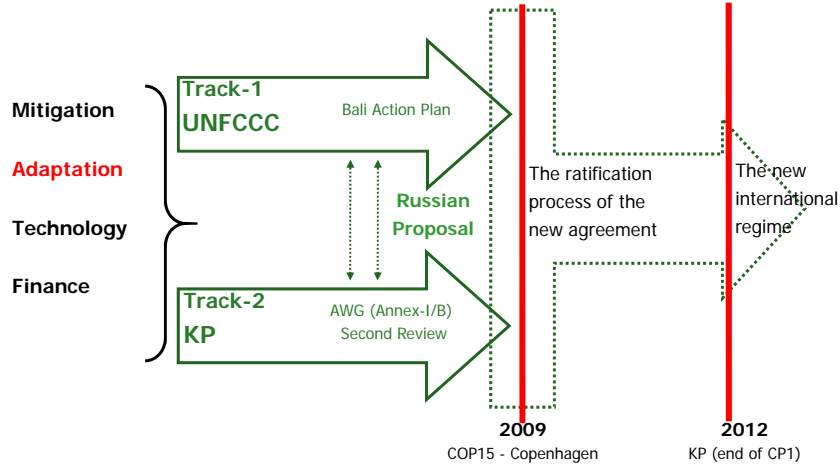 Mitigation
Adaptation
Technology
Finance
Track-1
UNFCCC
Bali Action Plan
Russian
Proposal
Track-2
KP
AWG (Annex-I/B)
Second Review
The ratification
process of the
new agreement
The new
international
regime
2009
COP15 - Copenhagen
2012
KP (end of CP1)